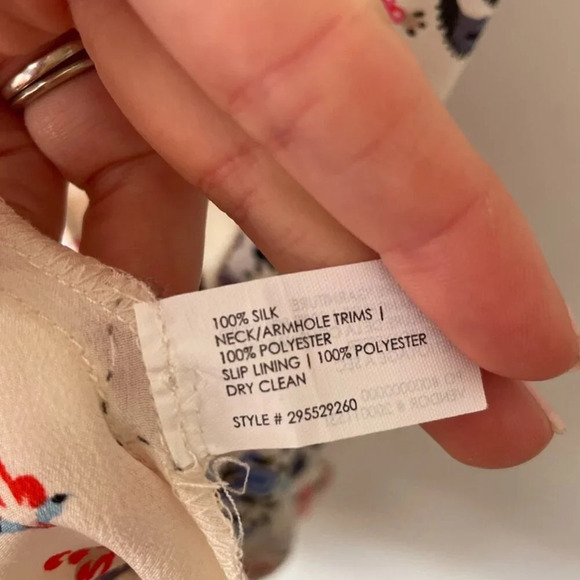 100% SILK
NECK/ARMHOLE TRIMS |
100% POLYESTER
SLIP LINING | 100% POLYESTER
DRY CLEAN
STYLE # 295529260